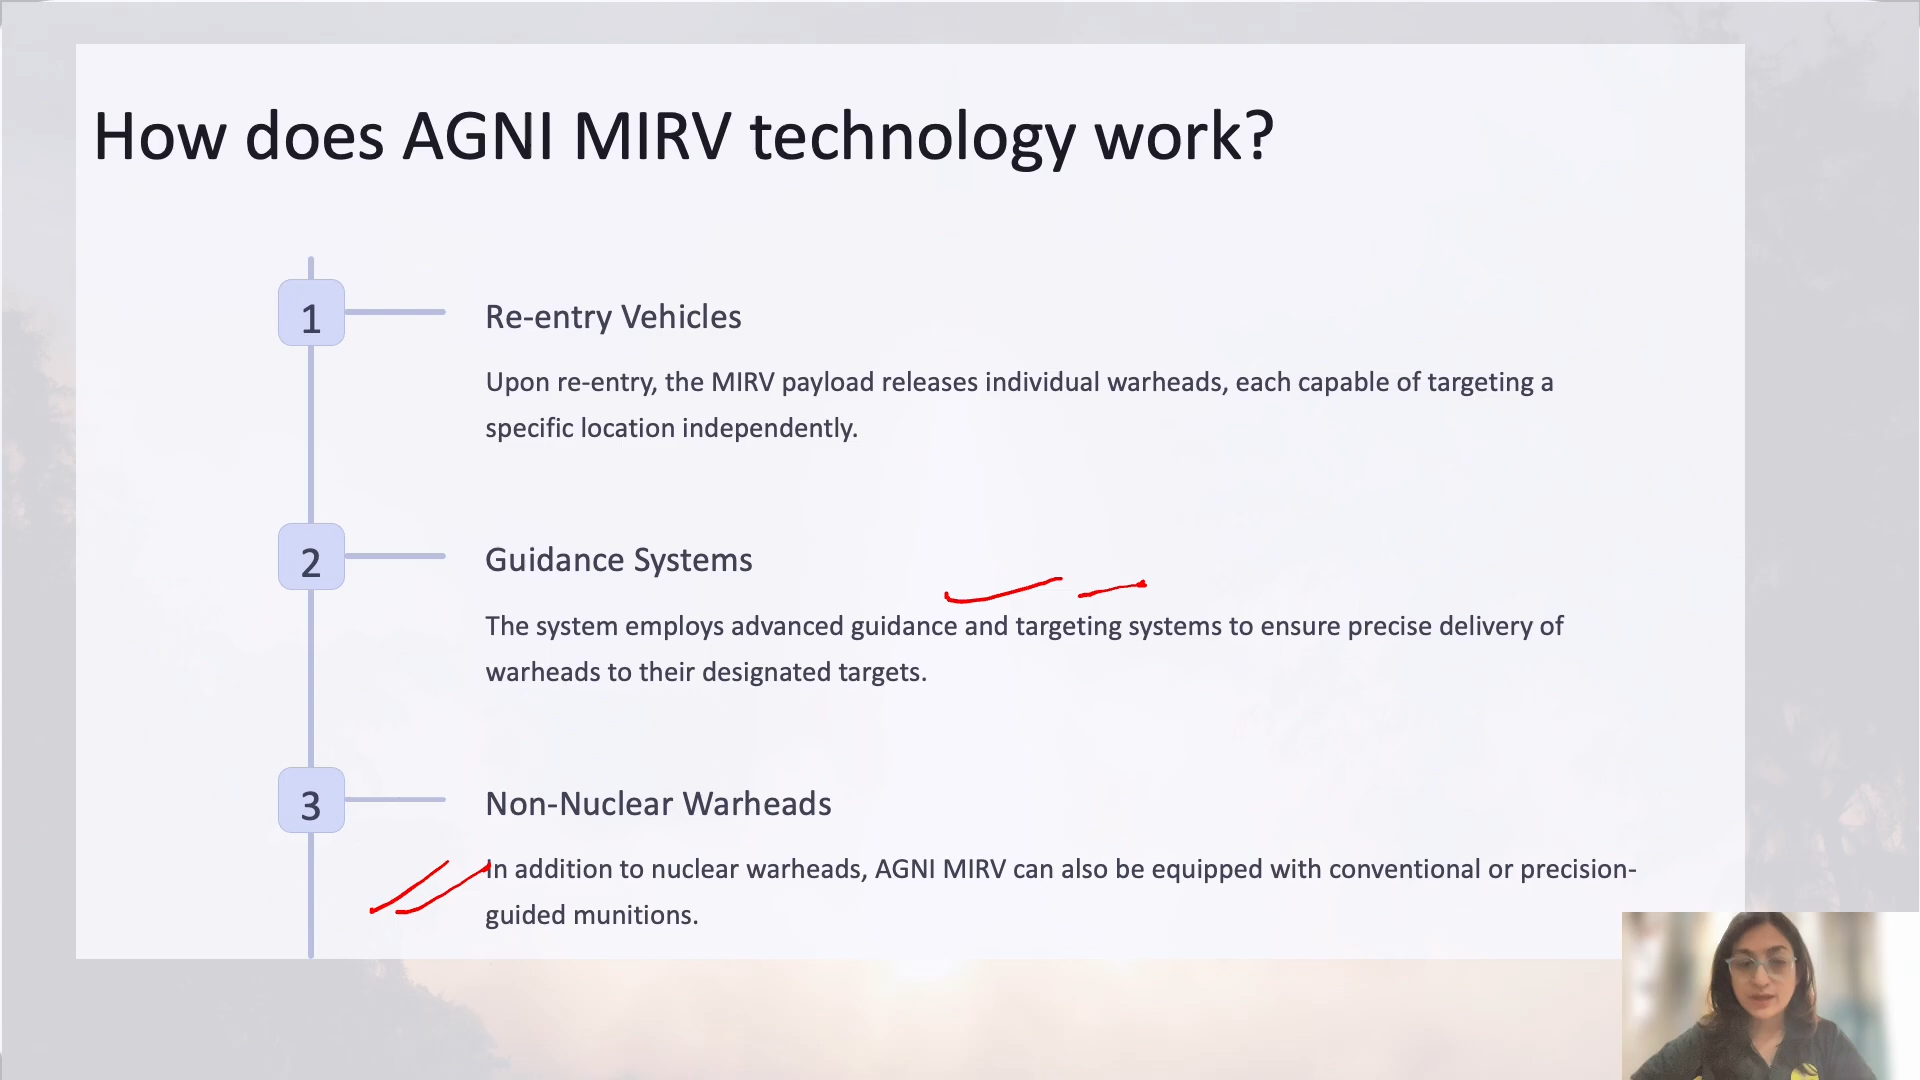 How does AGNI MIRV technology work?
1
Re-entry Vehicles
Upon re-entry, the MIRV payload releases individual warheads, each capable of targeting a
specific location independently.
2
Guidance Systems
The system employs advanced guidance and targeting systems to ensure precise delivery of
warheads to their designated targets.
3
Non-Nuclear Warheads
In addition to nuclear warheads, AGNI MIRV can also be equipped with conventional or precision-
guided munitions.